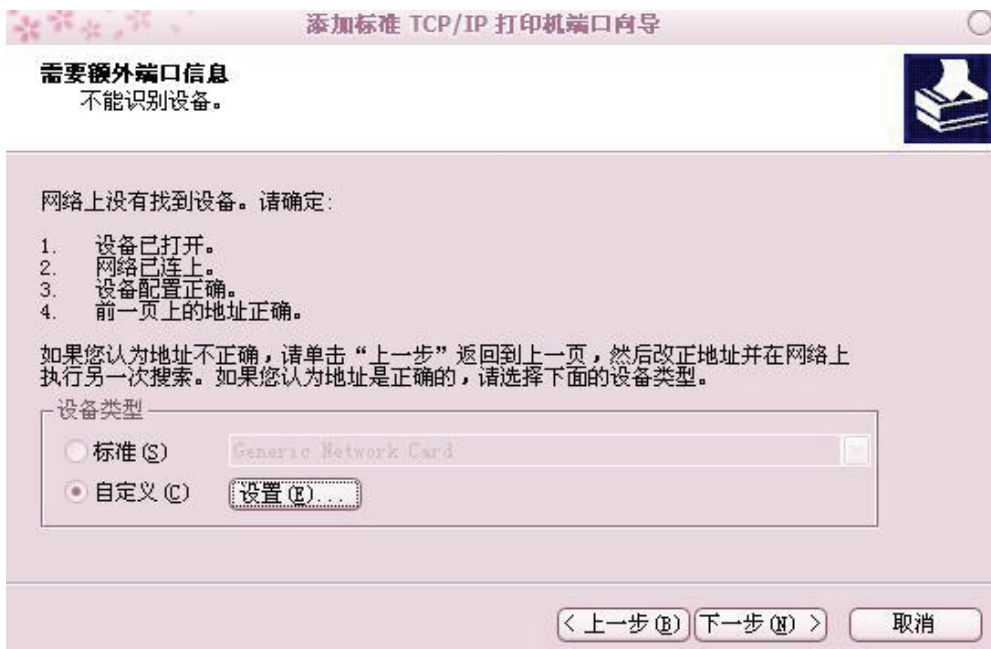 添加标准 TCP/IP 打印机端口向导
需要额外端口信息
不能识别设备。
网络上没有找到设备。请确定:
1. 设备已打开。
2. 网络已连上。
3. 设备配置正确。
4. 前一页上的地址正确。
如果您认为地址不正确，请单击“上一步”返回到上一页，然后改正地址并在网络上
执行另一次搜索。如果您认为地址是正确的，请选择下面的设备类型。
设备类型
标准(S) Generic Network Card
自定义(C) 设置(E)...
< 上一步(B) 下一步(N) > 取消